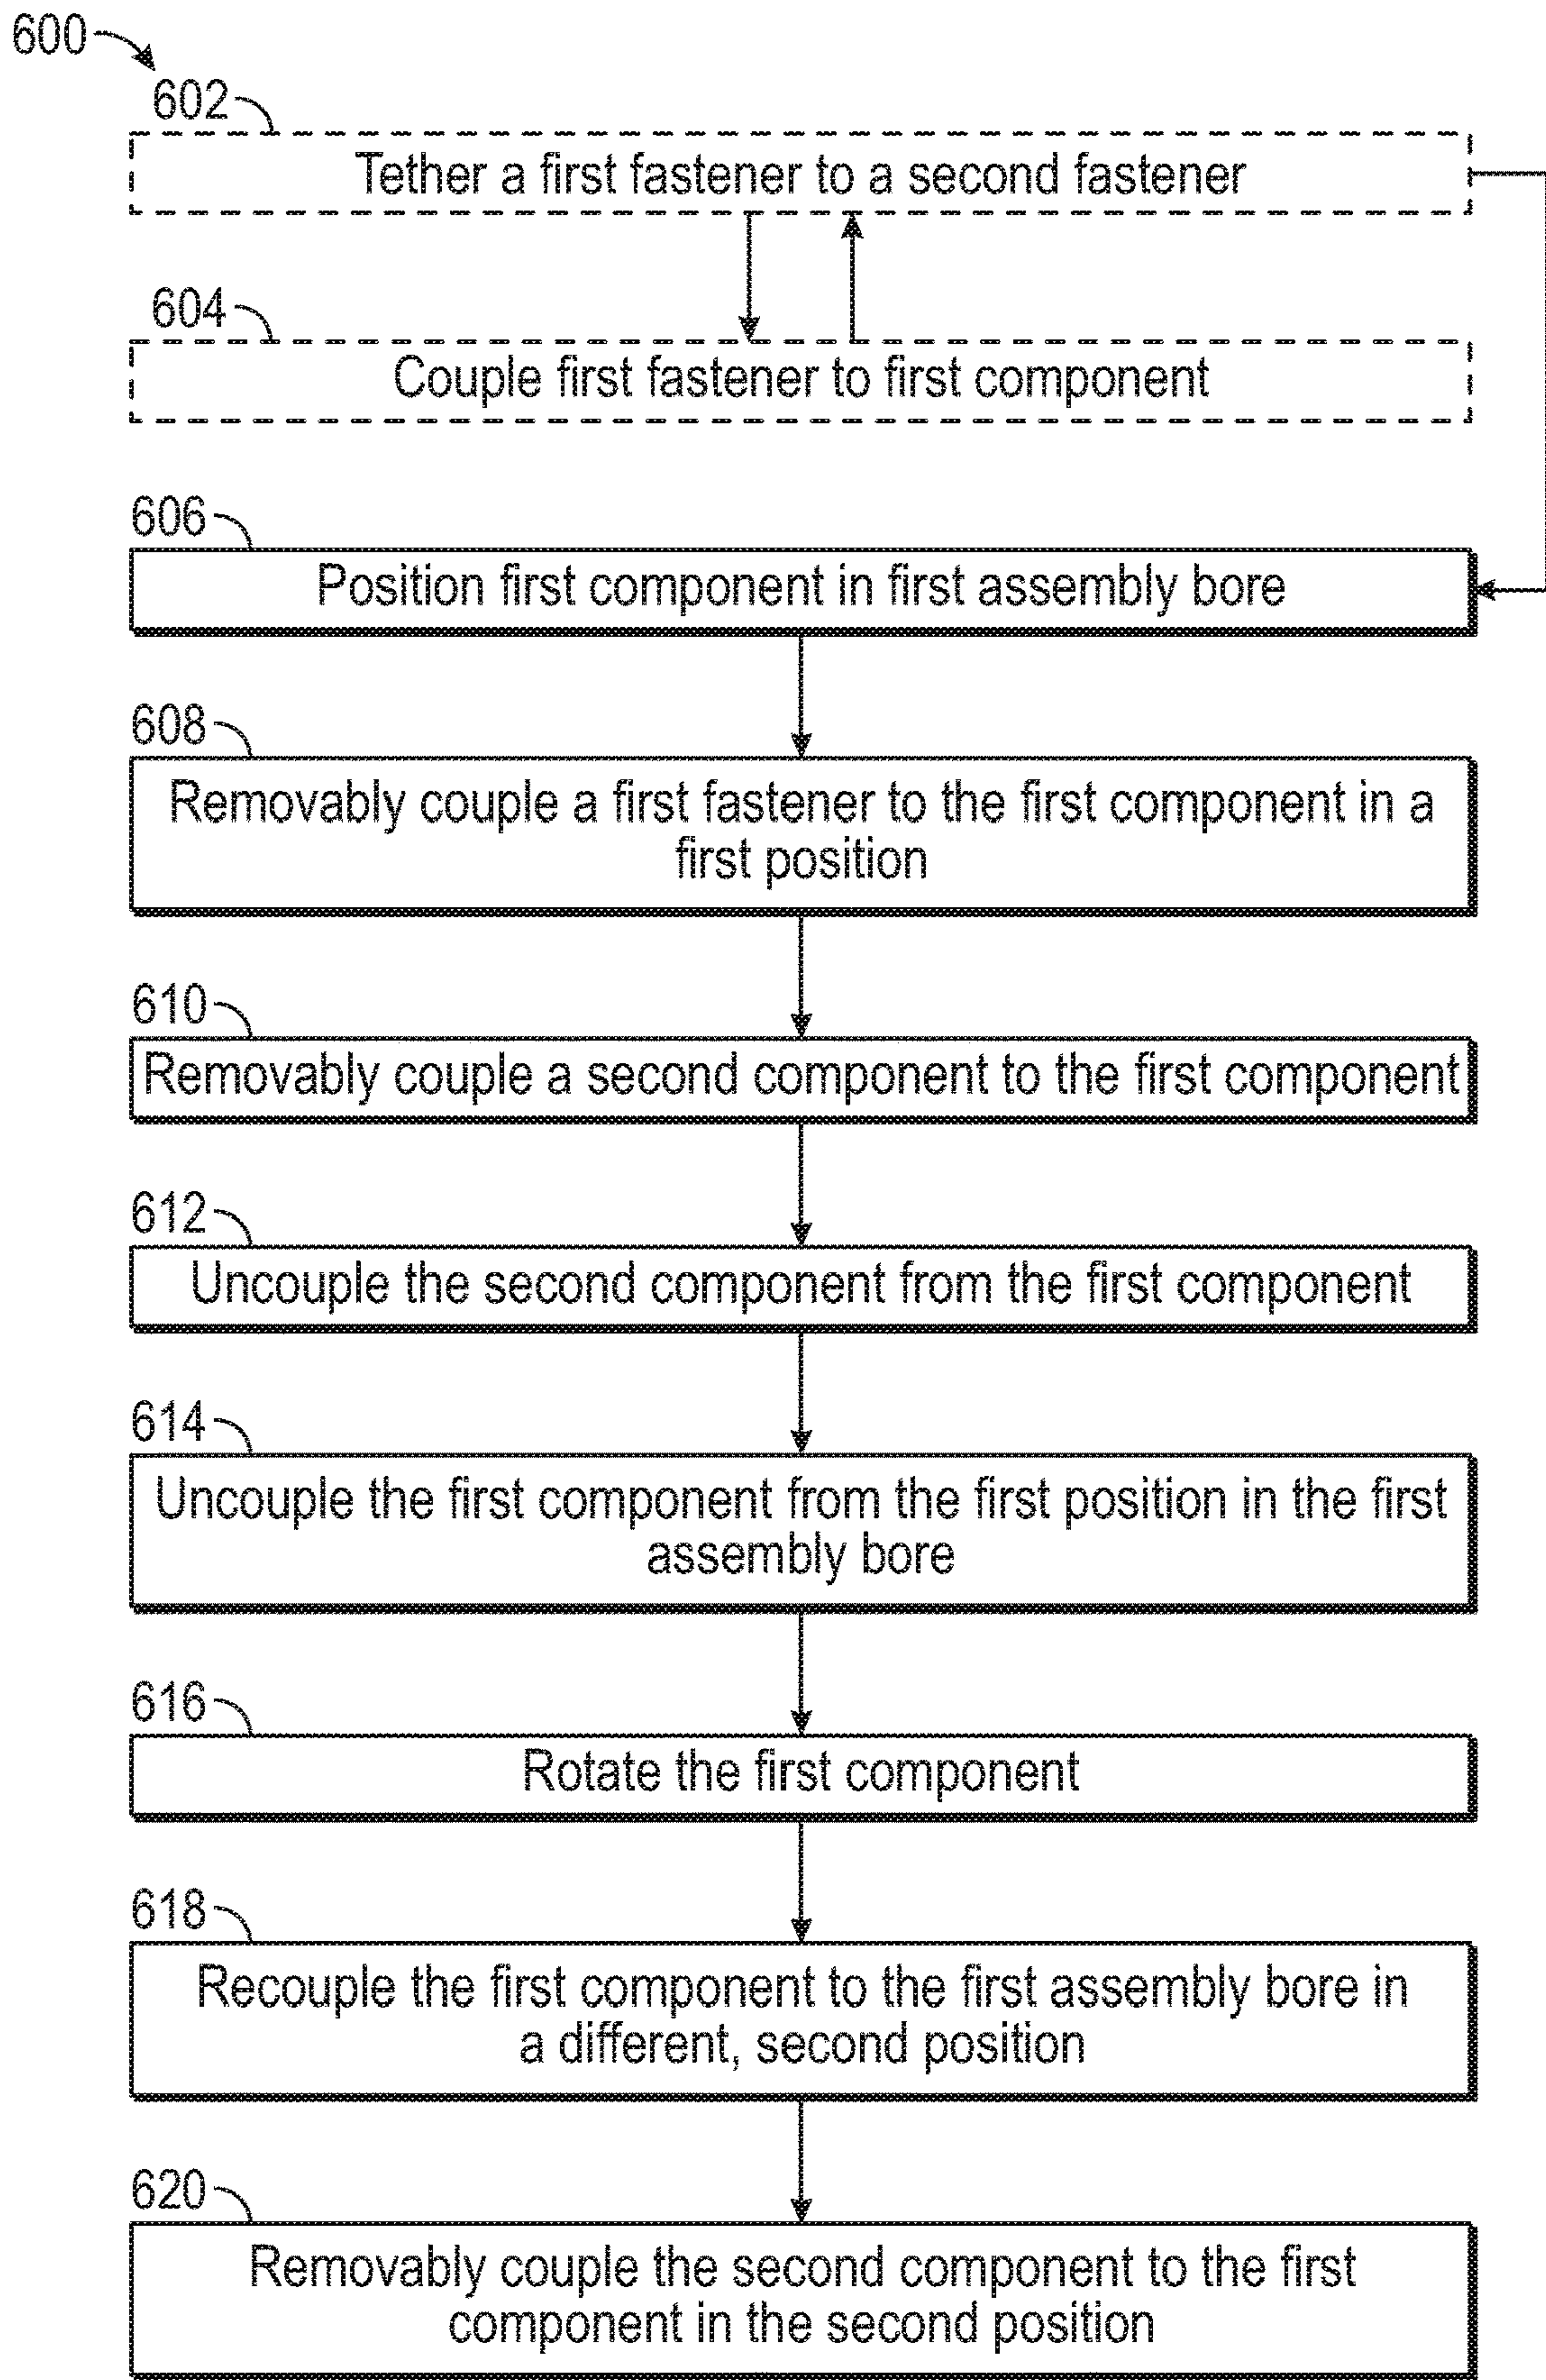 600
602
Tether a first fastener to a second fastener
604
Couple first fastener to first component
606
Position first component in first assembly bore
608
Removably couple a first fastener to the first component in a
first position
610
Removably couple a second component to the first component
612
Uncouple the second component from the first component
614
Uncouple the first component from the first position in the first
assembly bore
616
Rotate the first component
618
Recouple the first component to the first assembly bore in
a different, second position
620
Removably couple the second component to the first
component in the second position